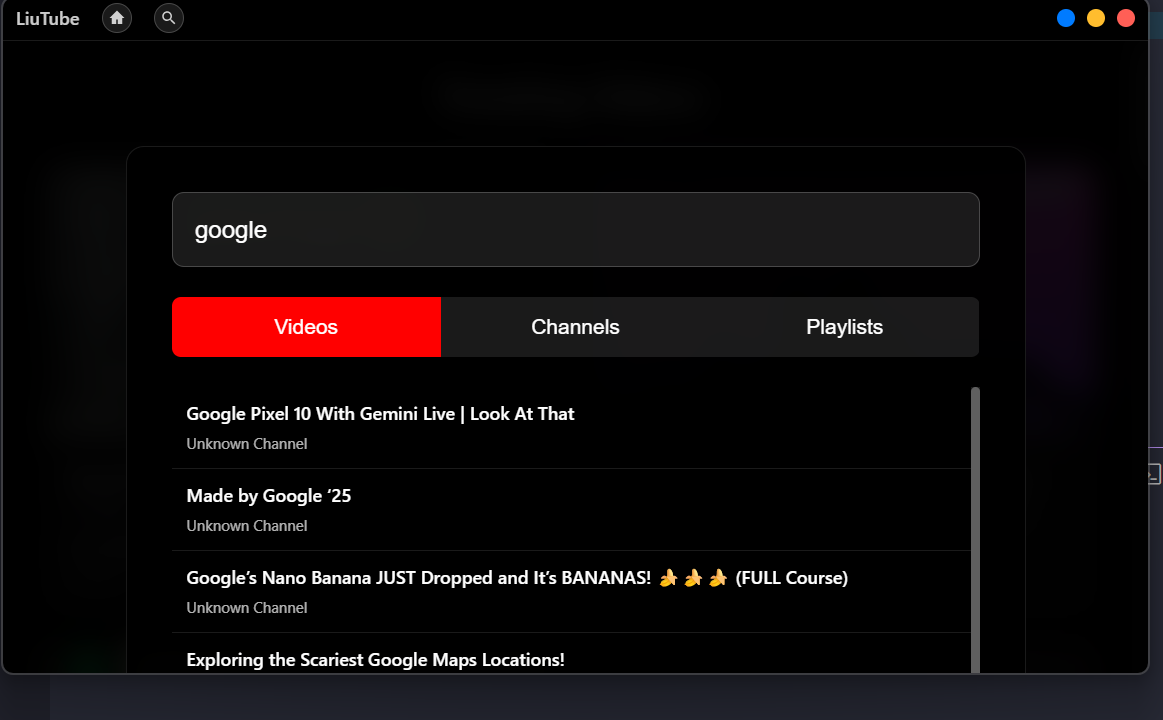 LiuTube
google
Videos Channels Playlists
Google Pixel 10 With Gemini Live | Look At That
Unknown Channel
Made by Google ‘25
Unknown Channel
Google’s Nano Banana JUST Dropped and It’s BANANAS! 🍌 🍌 🍌 (FULL Course)
Unknown Channel
Exploring the Scariest Google Maps Locations!